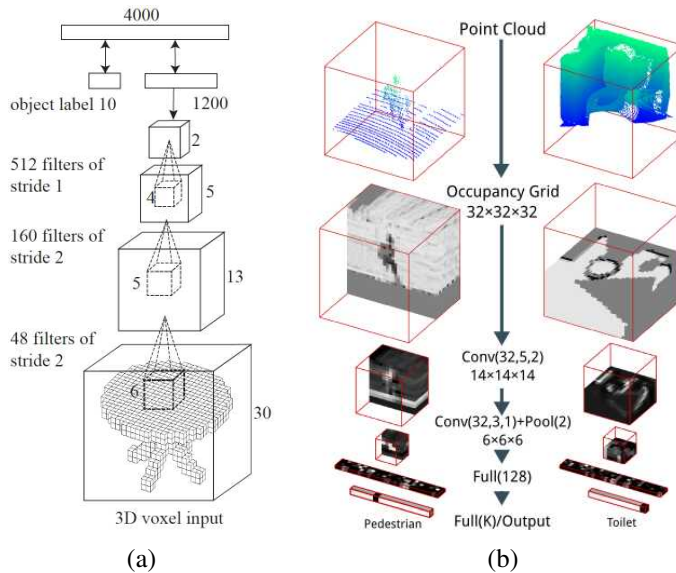 4000
object label 10
1200
2
512 filters of
stride 1
4
5
160 filters of
stride 2
5
13
48 filters of
stride 2
6
30
3D voxel input
(a)
Point Cloud
Occupancy Grid
32×32×32
Conv(32,5,2)
14×14×14
Conv(32,3,1)+Pool(2)
6×6×6
Full(128)
Pedestrian
Full(K)/Output
Toilet
(b)